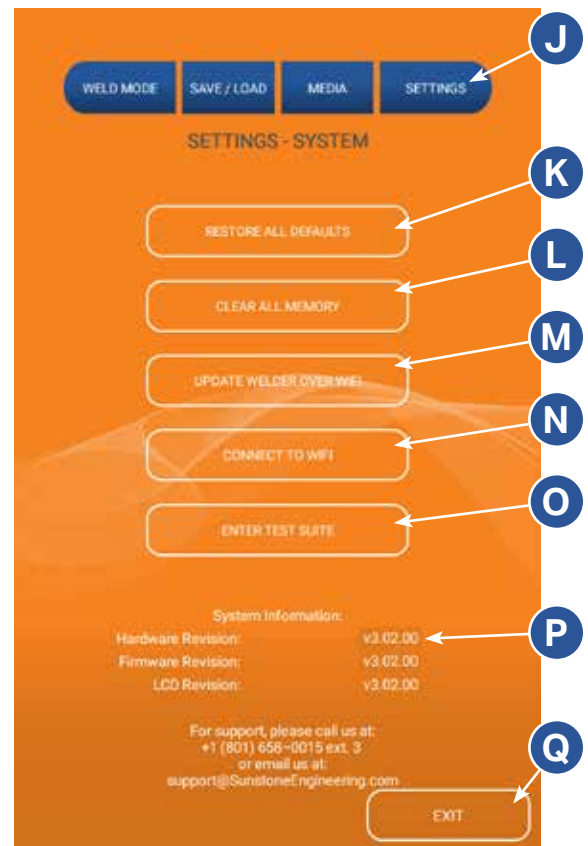 J
WELD MODE SAVE / LOAD MEDIA SETTINGS
SETTINGS - SYSTEM
K
RESTORE ALL DEFAULTS
L
CLEAR ALL MEMORY
M
UPDATE WELDER OVER WIFI
N
CONNECT TO WIFI
O
ENTER TEST SUITE
System Information:
P
Hardware Revision: v3.02.00
Firmware Revision: v3.02.00
LCD Revision: v3.02.00
For support, please call us at:
+1 (801) 658-0015 ext. 3
or email us at:
Q
support@SunstoneEngineering.com
EXIT